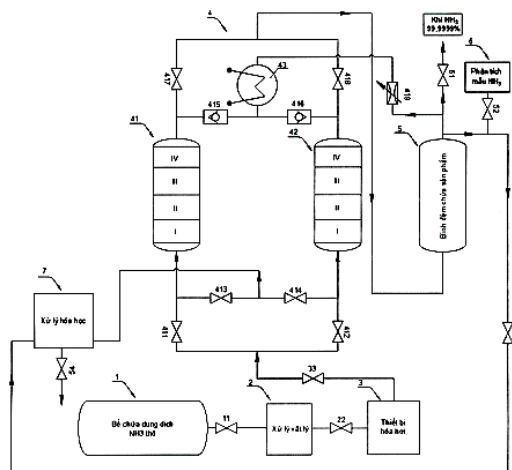 4
Khí NH3
99.9999%
6
Phân tích
mẫu NH3
43
417
418
419
51
52
415
416
41
42
5
IV
III
II
I
IV
III
II
I
Bình đệm chứa sản phẩm
7
Xử lý hóa học
413
414
411
412
1
Bể chứa dung dịch
NH3 thô
11
2
Xử lý vật lý
22
33
3
Thiết bị
hóa hơi